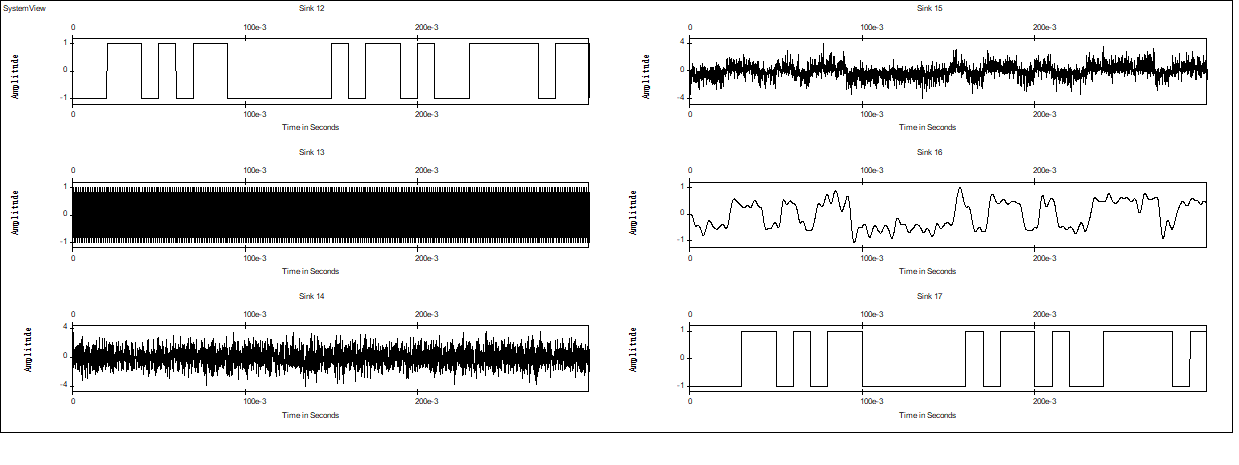 SystemView
Sink 12
0 100e-3 200e-3
Amplitude
1
0
-1
0 100e-3 200e-3
Time in Seconds
Sink 13
0 100e-3 200e-3
Amplitude
1
0
-1
0 100e-3 200e-3
Time in Seconds
Sink 14
0 100e-3 200e-3
Amplitude
4
0
-4
0 100e-3 200e-3
Time in Seconds
Sink 15
0 100e-3 200e-3
Amplitude
4
0
-4
0 100e-3 200e-3
Time in Seconds
Sink 16
0 100e-3 200e-3
Amplitude
1
0
-1
0 100e-3 200e-3
Time in Seconds
Sink 17
0 100e-3 200e-3
Amplitude
1
0
-1
0 100e-3 200e-3
Time in Seconds